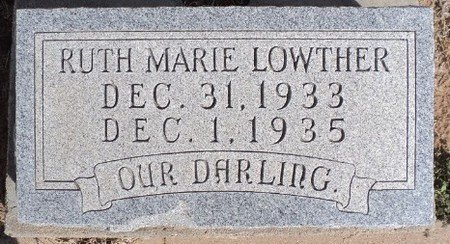 RUTH MARIE LOWTHER
DEC. 31, 1933
DEC. 1, 1935
OUR DARLING.